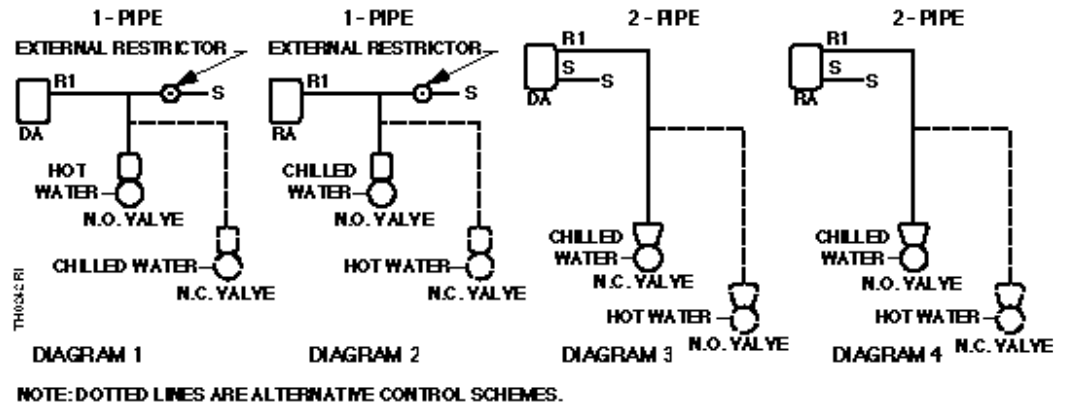 1-PIPE
EXTERNAL RESTRICTOR
R1
S
DA
HOT
WATER
N.O. VALVE
CHILLED WATER
N.C. VALVE
DIAGRAM 1
1-PIPE
EXTERNAL RESTRICTOR
R1
S
RA
CHILLED
WATER
N.O. VALVE
HOT WATER
N.C. VALVE
DIAGRAM 2
2-PIPE
R1
S
S
DA
CHILLED
WATER
N.C. VALVE
HOT WATER
N.O. VALVE
DIAGRAM 3
2-PIPE
R1
S
S
RA
CHILLED
WATER
N.O. VALVE
HOT WATER
N.C. VALVE
DIAGRAM 4
NOTE: DOTTED LINES ARE ALTERNATIVE CONTROL SCHEMES.